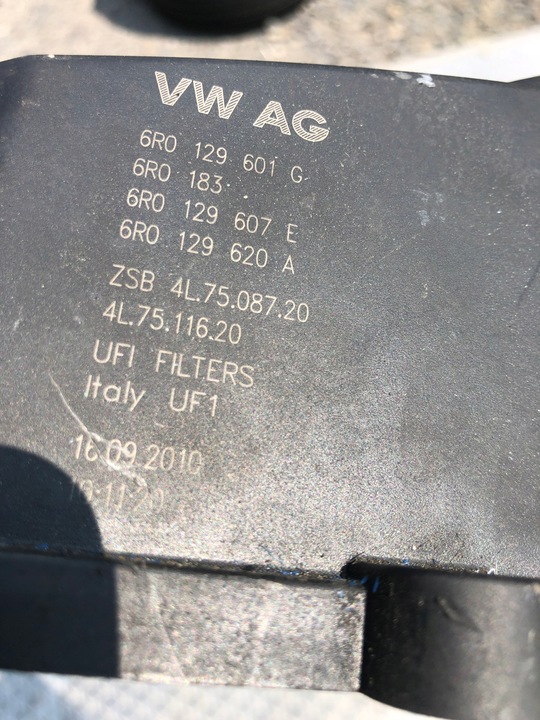 VW AG
6R0 129 601 G
6R0 183
6R0 129 607 E
6R0 129 620 A
ZSB 4L.75.087.20
4L.75.116.20
UFI FILTERS
Italy UF1
16.09.2010